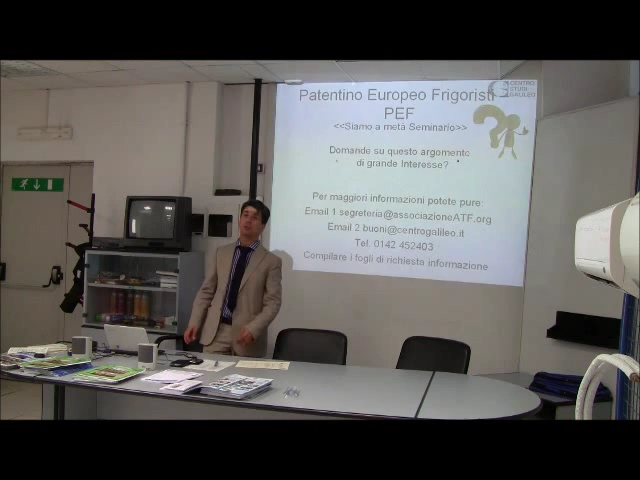 CENTRO
STUDI
GALILEO
Patentino Europeo Frigoristi
PEF
<<Siamo a metà Seminario>>
Domande su questo argomento
di grande Interesse?
Per maggiori informazioni potete pure:
Email 1 segreteria@associazioneATF.org
Email 2 buoni@centrogalileo.it
Tel. 0142 452403
Compilare i fogli di richiesta informazione